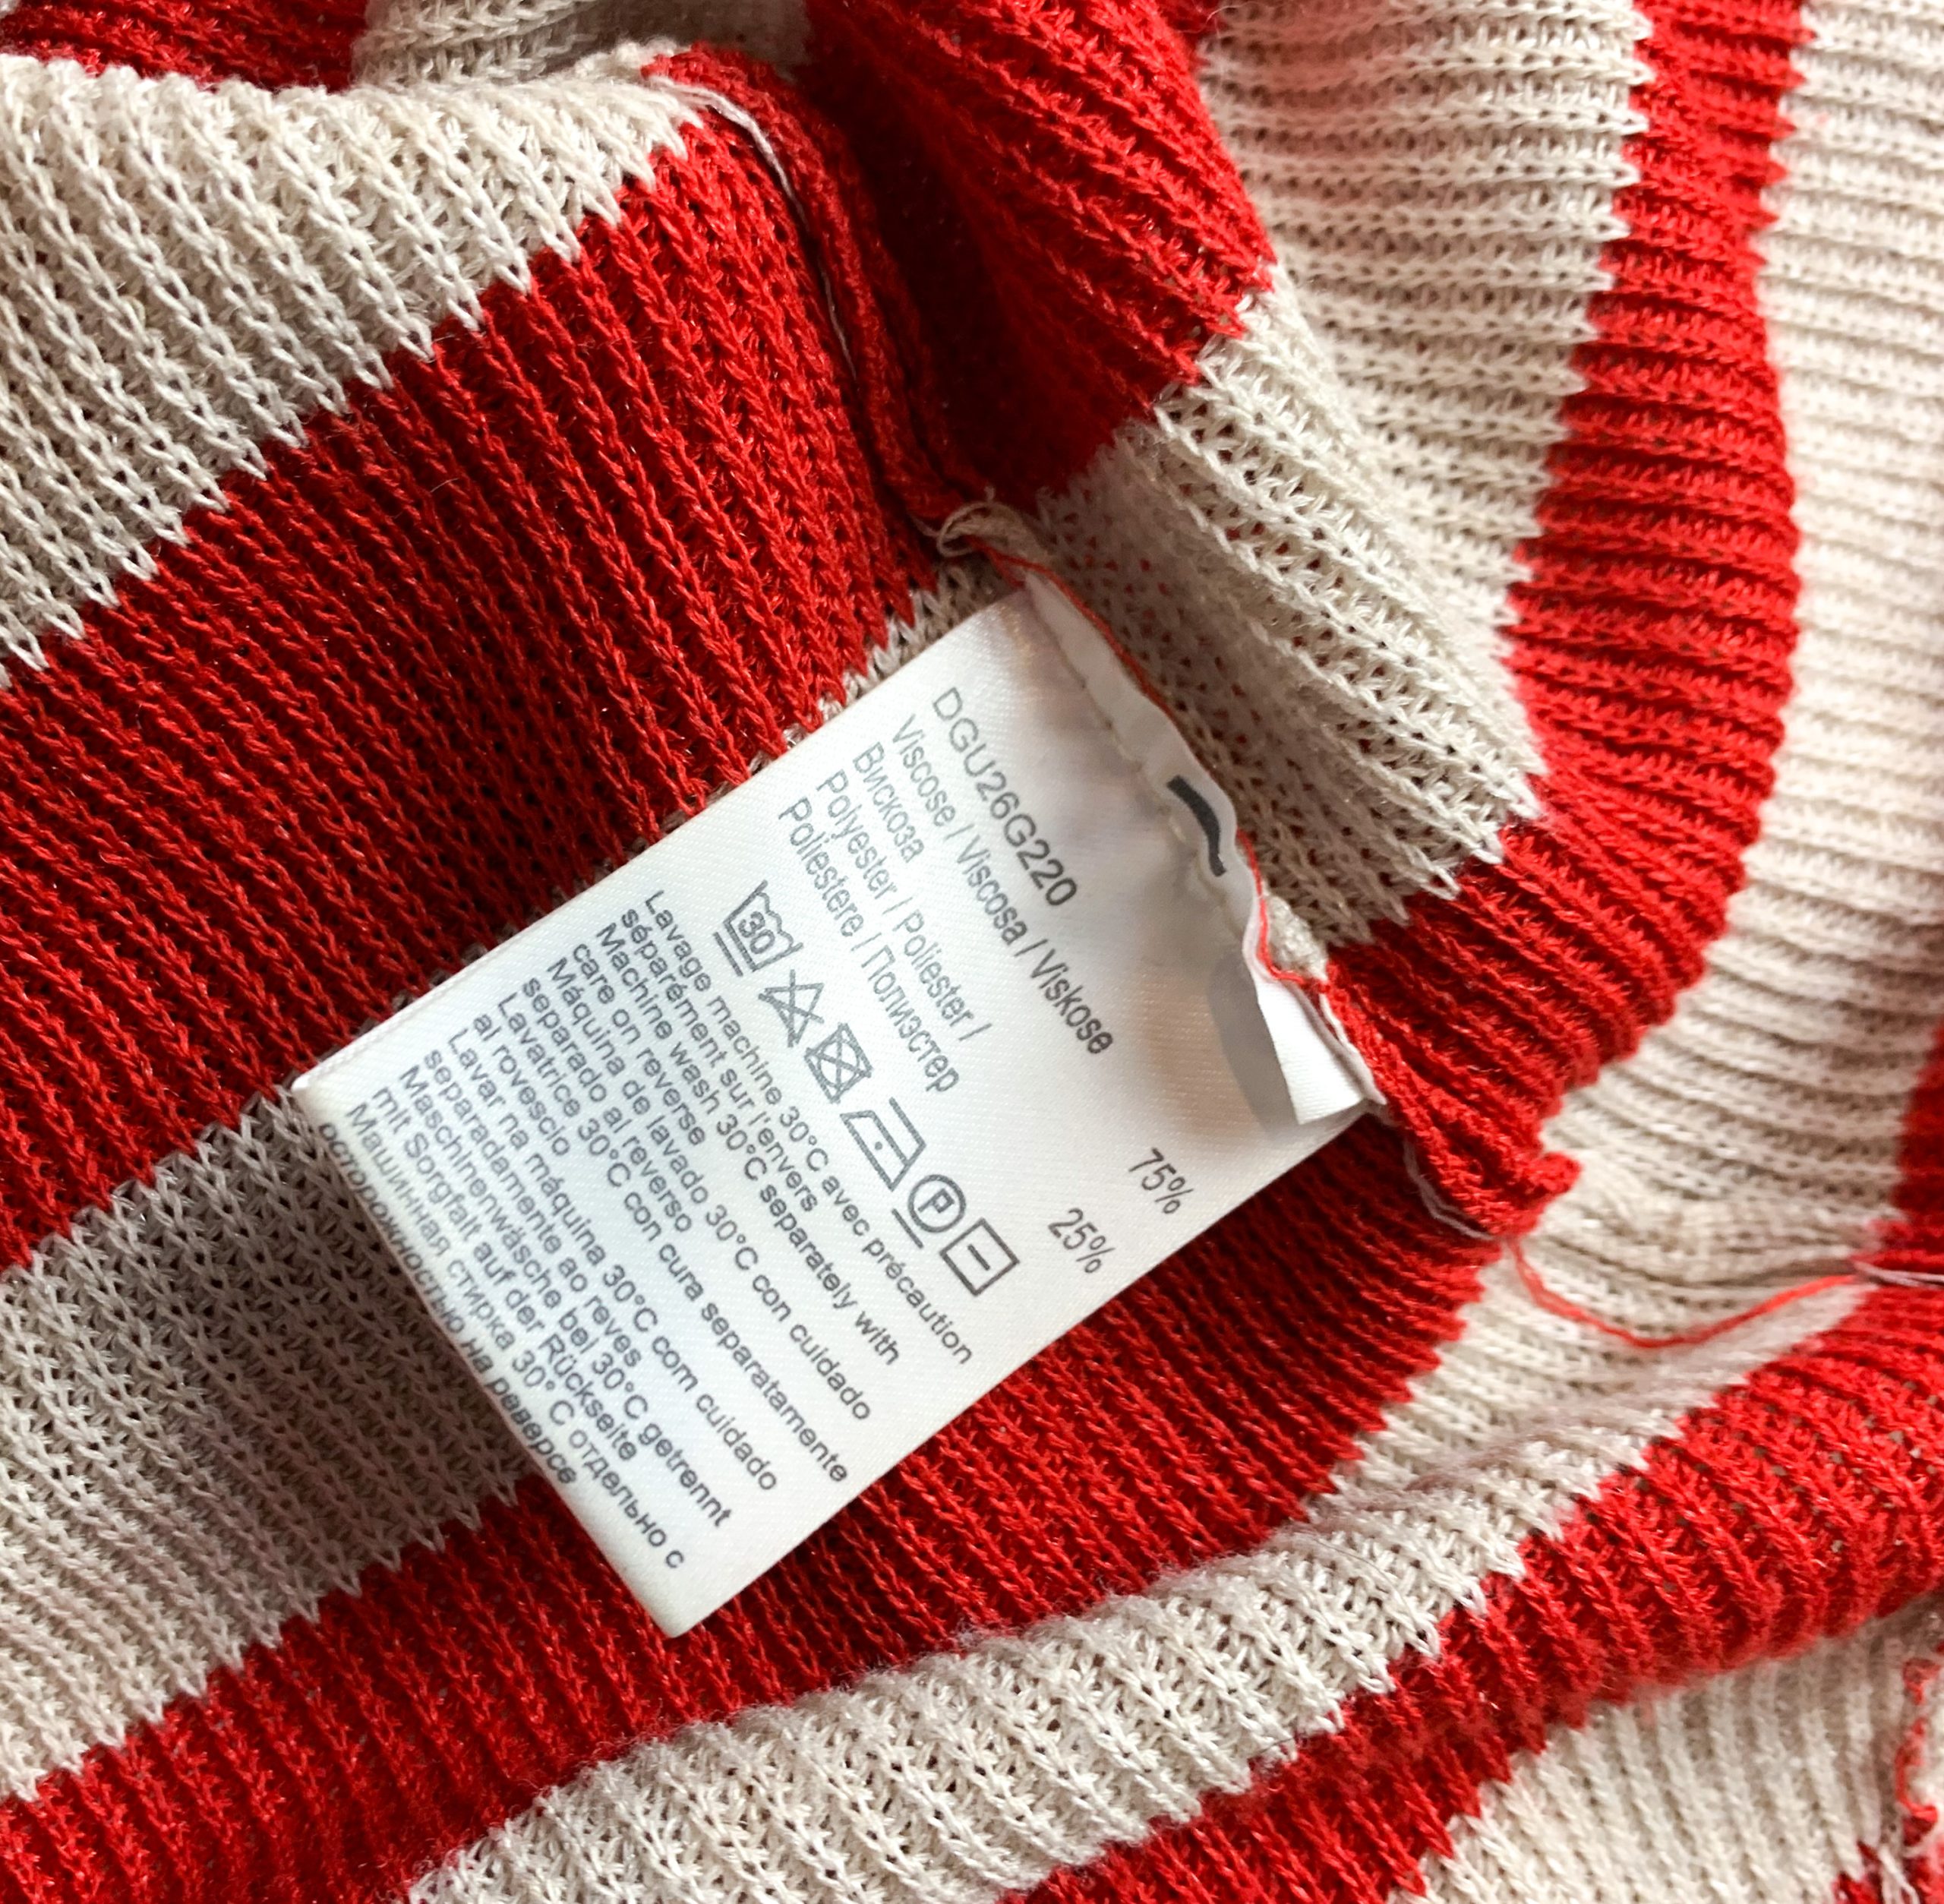 DGU26G220
Viscose / Viscosa / Viskose
Вискоза 75%
Polyester / Poliester /
Poliestere / Полиэстер 25%
30
P
Lavage machine 30°C avec précaution
séparément sur l'envers
Machine wash 30°C separately with
care on reverse
Máquina de lavado 30°C con cuidado
separado al reverso
Lavatrice 30°C con cura separatamente
al rovescio
Lavar na máquina 30°C com cuidado
separadamente ao reves
Maschinenwäsche bel 30°C getrennt
mit Sorgfalt auf der Rückseite
Машинная стирка 30° C отдельно с
осторожностью на реверсе